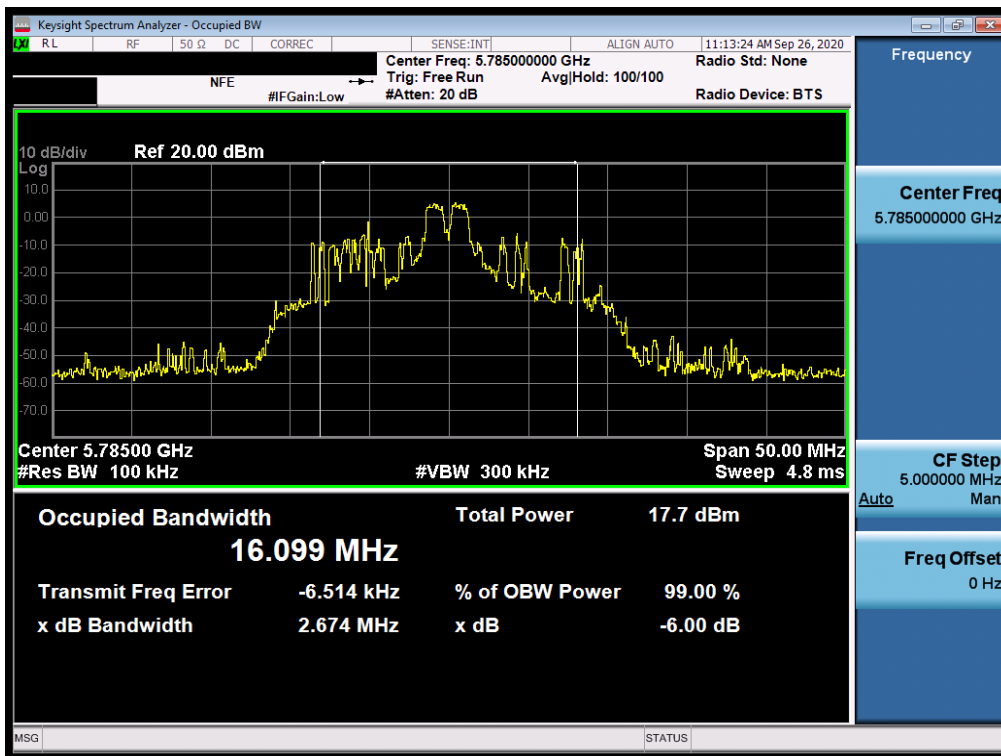 Keysight Spectrum Analyzer - Occupied BW
LXI RL RF 50 Ω DC CORREC SENSE:INT ALIGN AUTO 11:13:24 AM Sep 26, 2020
Center Freq: 5.785000000 GHz Radio Std: None
NFE Trig: Free Run Avg|Hold: 100/100
#IFGain:Low #Atten: 20 dB Radio Device: BTS
10 dB/div Ref 20.00 dBm
Log
10.0
0.00
-10.0
-20.0
-30.0
-40.0
-50.0
-60.0
-70.0
Center 5.78500 GHz Span 50.00 MHz
#Res BW 100 kHz #VBW 300 kHz Sweep 4.8 ms
Occupied Bandwidth Total Power 17.7 dBm
16.099 MHz
Transmit Freq Error -6.514 kHz % of OBW Power 99.00 %
x dB Bandwidth 2.674 MHz x dB -6.00 dB
MSG STATUS
Frequency
Center Freq
5.785000000 GHz
CF Step
5.000000 MHz
Auto Man
Freq Offset
0 Hz